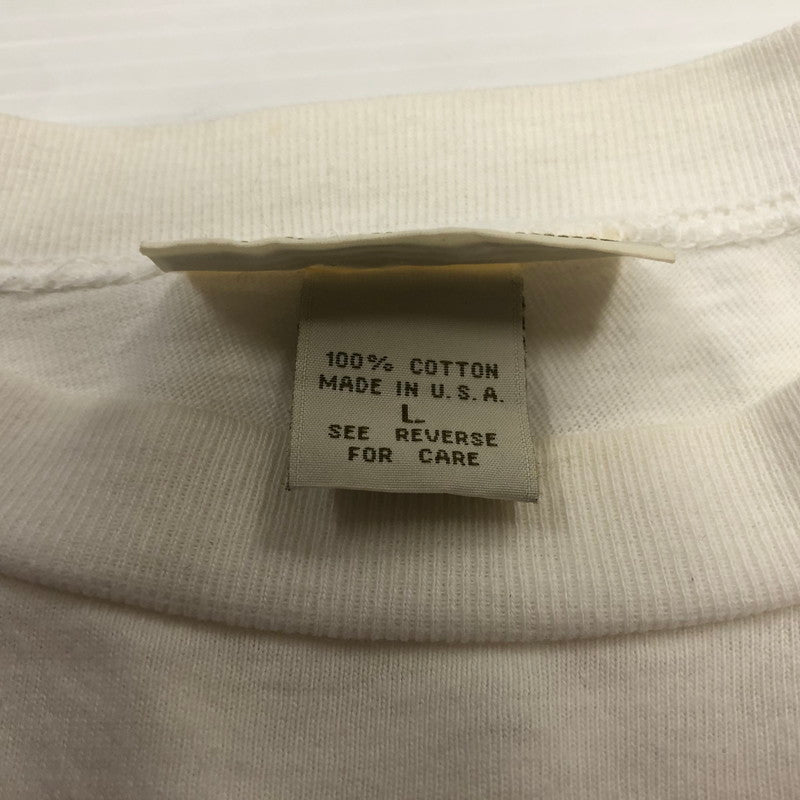 100% COTTON
MADE IN U.S.A.
L
SEE REVERSE
FOR CARE